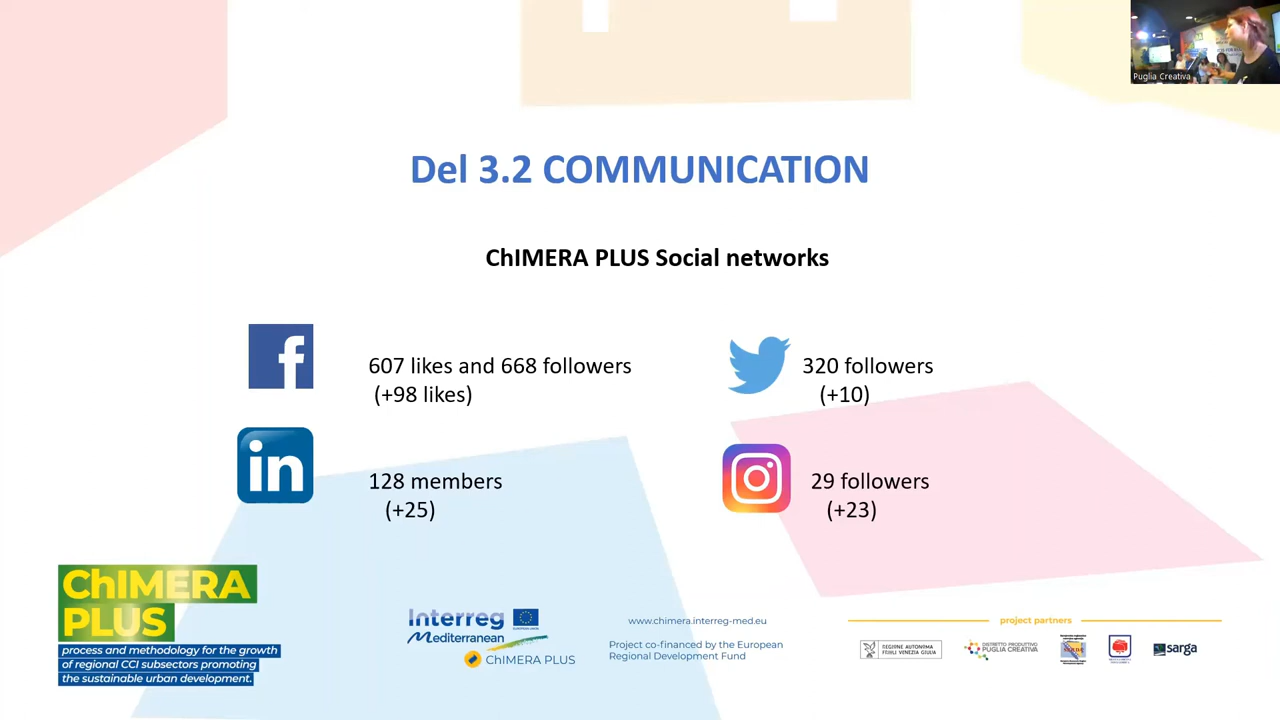 Puglia Creativa
Del 3.2 COMMUNICATION
ChIMERA PLUS Social networks
607 likes and 668 followers
(+98 likes)
320 followers
(+10)
128 members
(+25)
29 followers
(+23)
ChIMERA
PLUS
process and methodology for the growth
of regional CCI subsectors promoting
the sustainable urban development.
Interreg
Mediterranean
EUROPEAN UNION
ChIMERA PLUS
www.chimera.interreg-med.eu
Project co-financed by the European
Regional Development Fund
project partners
REGIONE AUTONOMA
FRIULI VENEZIA GIULIA
DISTRETTO PRODUTTIVO
PUGLIA CREATIVA
sarga